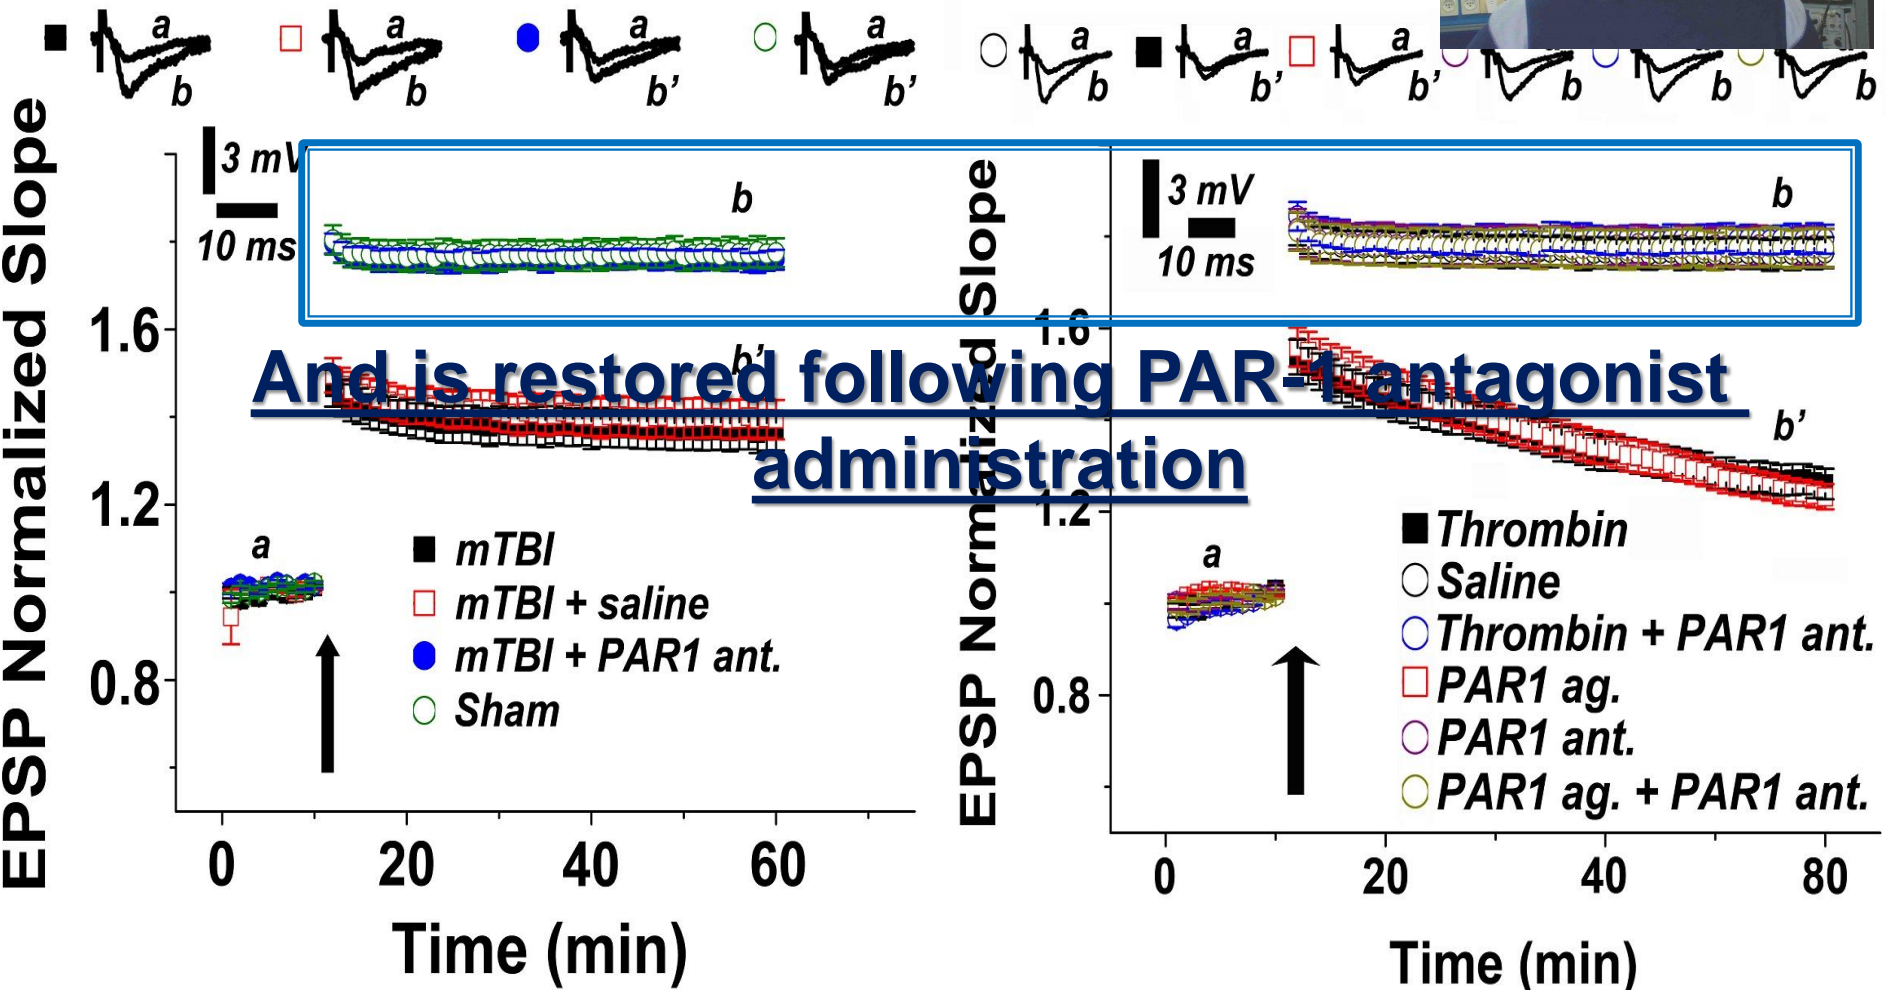 a a a a a a a a a a
b b b' b' b b' b' b b b
3 mV
10 ms
b
EPSP Normalized Slope
1.6
b'
1.2
a
mTBI
mTBI + saline
mTBI + PAR1 ant.
Sham
0.8
0 20 40 60
Time (min)
And is restored following PAR-1 antagonist
administration
3 mV
10 ms
b
EPSP Normalized Slope
1.6
b'
1.2
a
Thrombin
Saline
Thrombin + PAR1 ant.
PAR1 ag.
PAR1 ant.
PAR1 ag. + PAR1 ant.
0.8
0 20 40 80
Time (min)